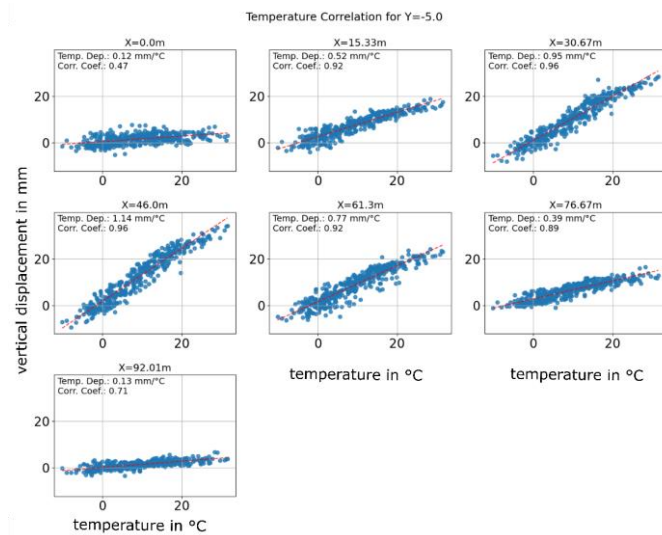 Temperature Correlation for Y=-5.0
X=0.0m
Temp. Dep.: 0.12 mm/°C
Corr. Coef.: 0.47
20
0
0
20
X=15.33m
Temp. Dep.: 0.52 mm/°C
Corr. Coef.: 0.92
20
0
0
20
X=30.67m
Temp. Dep.: 0.95 mm/°C
Corr. Coef.: 0.96
20
0
0
20
vertical displacement in mm
X=46.0m
Temp. Dep.: 1.14 mm/°C
Corr. Coef.: 0.96
20
0
0
20
X=61.3m
Temp. Dep.: 0.77 mm/°C
Corr. Coef.: 0.92
20
0
0
20
temperature in °C
X=76.67m
Temp. Dep.: 0.39 mm/°C
Corr. Coef.: 0.89
20
0
0
20
temperature in °C
X=92.01m
Temp. Dep.: 0.13 mm/°C
Corr. Coef.: 0.71
20
0
0
20
temperature in °C